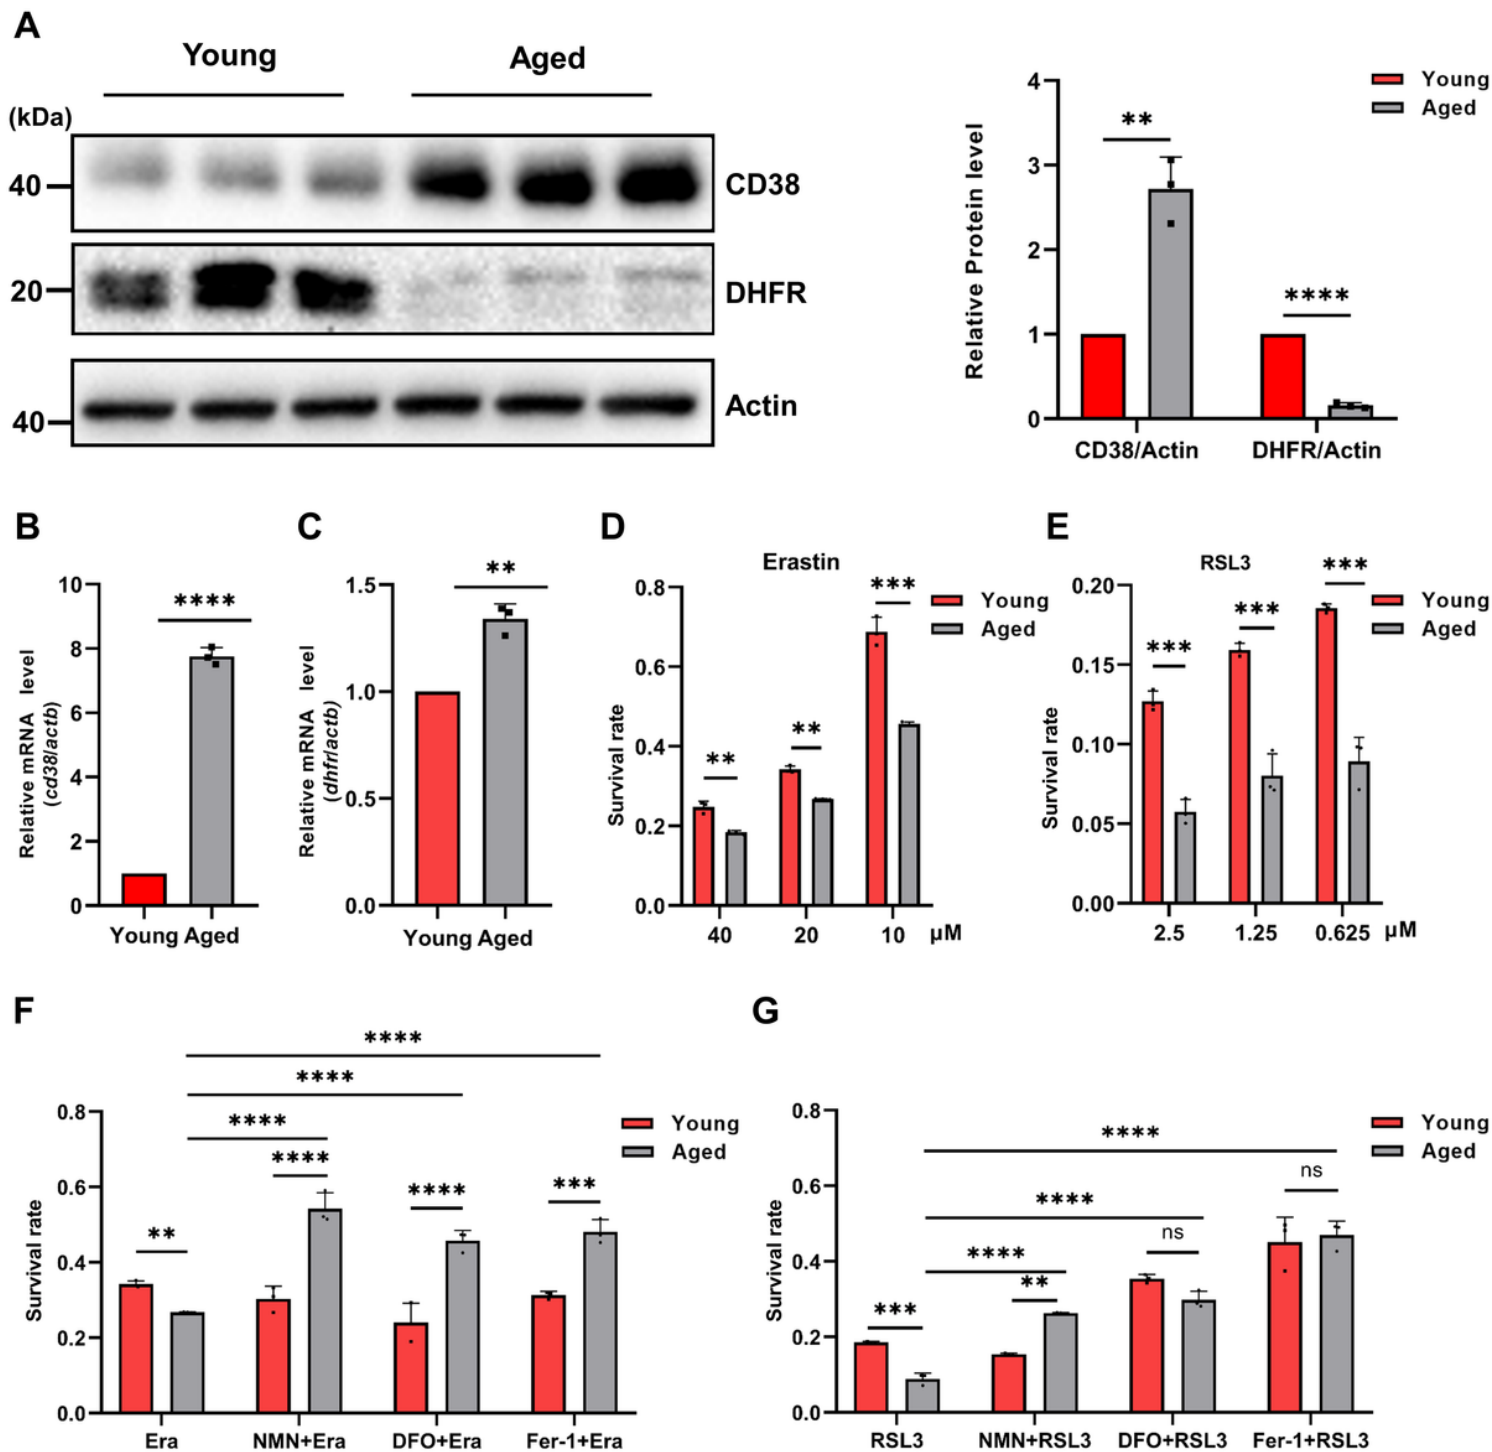 A
Young Aged
(kDa)
40 CD38
20 DHFR
40 Actin
Relative Protein level
4
3
2
1
0
** ****
CD38/Actin DHFR/Actin
Young
Aged
B
Relative mRNA level
(cd38/actb)
10
8
6
4
2
0
****
Young Aged
C
Relative mRNA level
(dhfr/actb)
1.5
1.0
0.5
0.0
**
Young Aged
D
Erastin
Survival rate
0.8
0.6
0.4
0.2
0.0
** ** ***
40 20 10 μM
Young
Aged
E
RSL3
Survival rate
0.20
0.15
0.10
0.05
0.00
*** *** ***
2.5 1.25 0.625 μM
Young
Aged
F
Survival rate
0.8
0.6
0.4
0.2
0.0
****
****
****
** **** **** ***
Era NMN+Era DFO+Era Fer-1+Era
Young
Aged
G
Survival rate
0.8
0.6
0.4
0.2
0.0
****
****
****
*** ** ns ns
RSL3 NMN+RSL3 DFO+RSL3 Fer-1+RSL3
Young
Aged